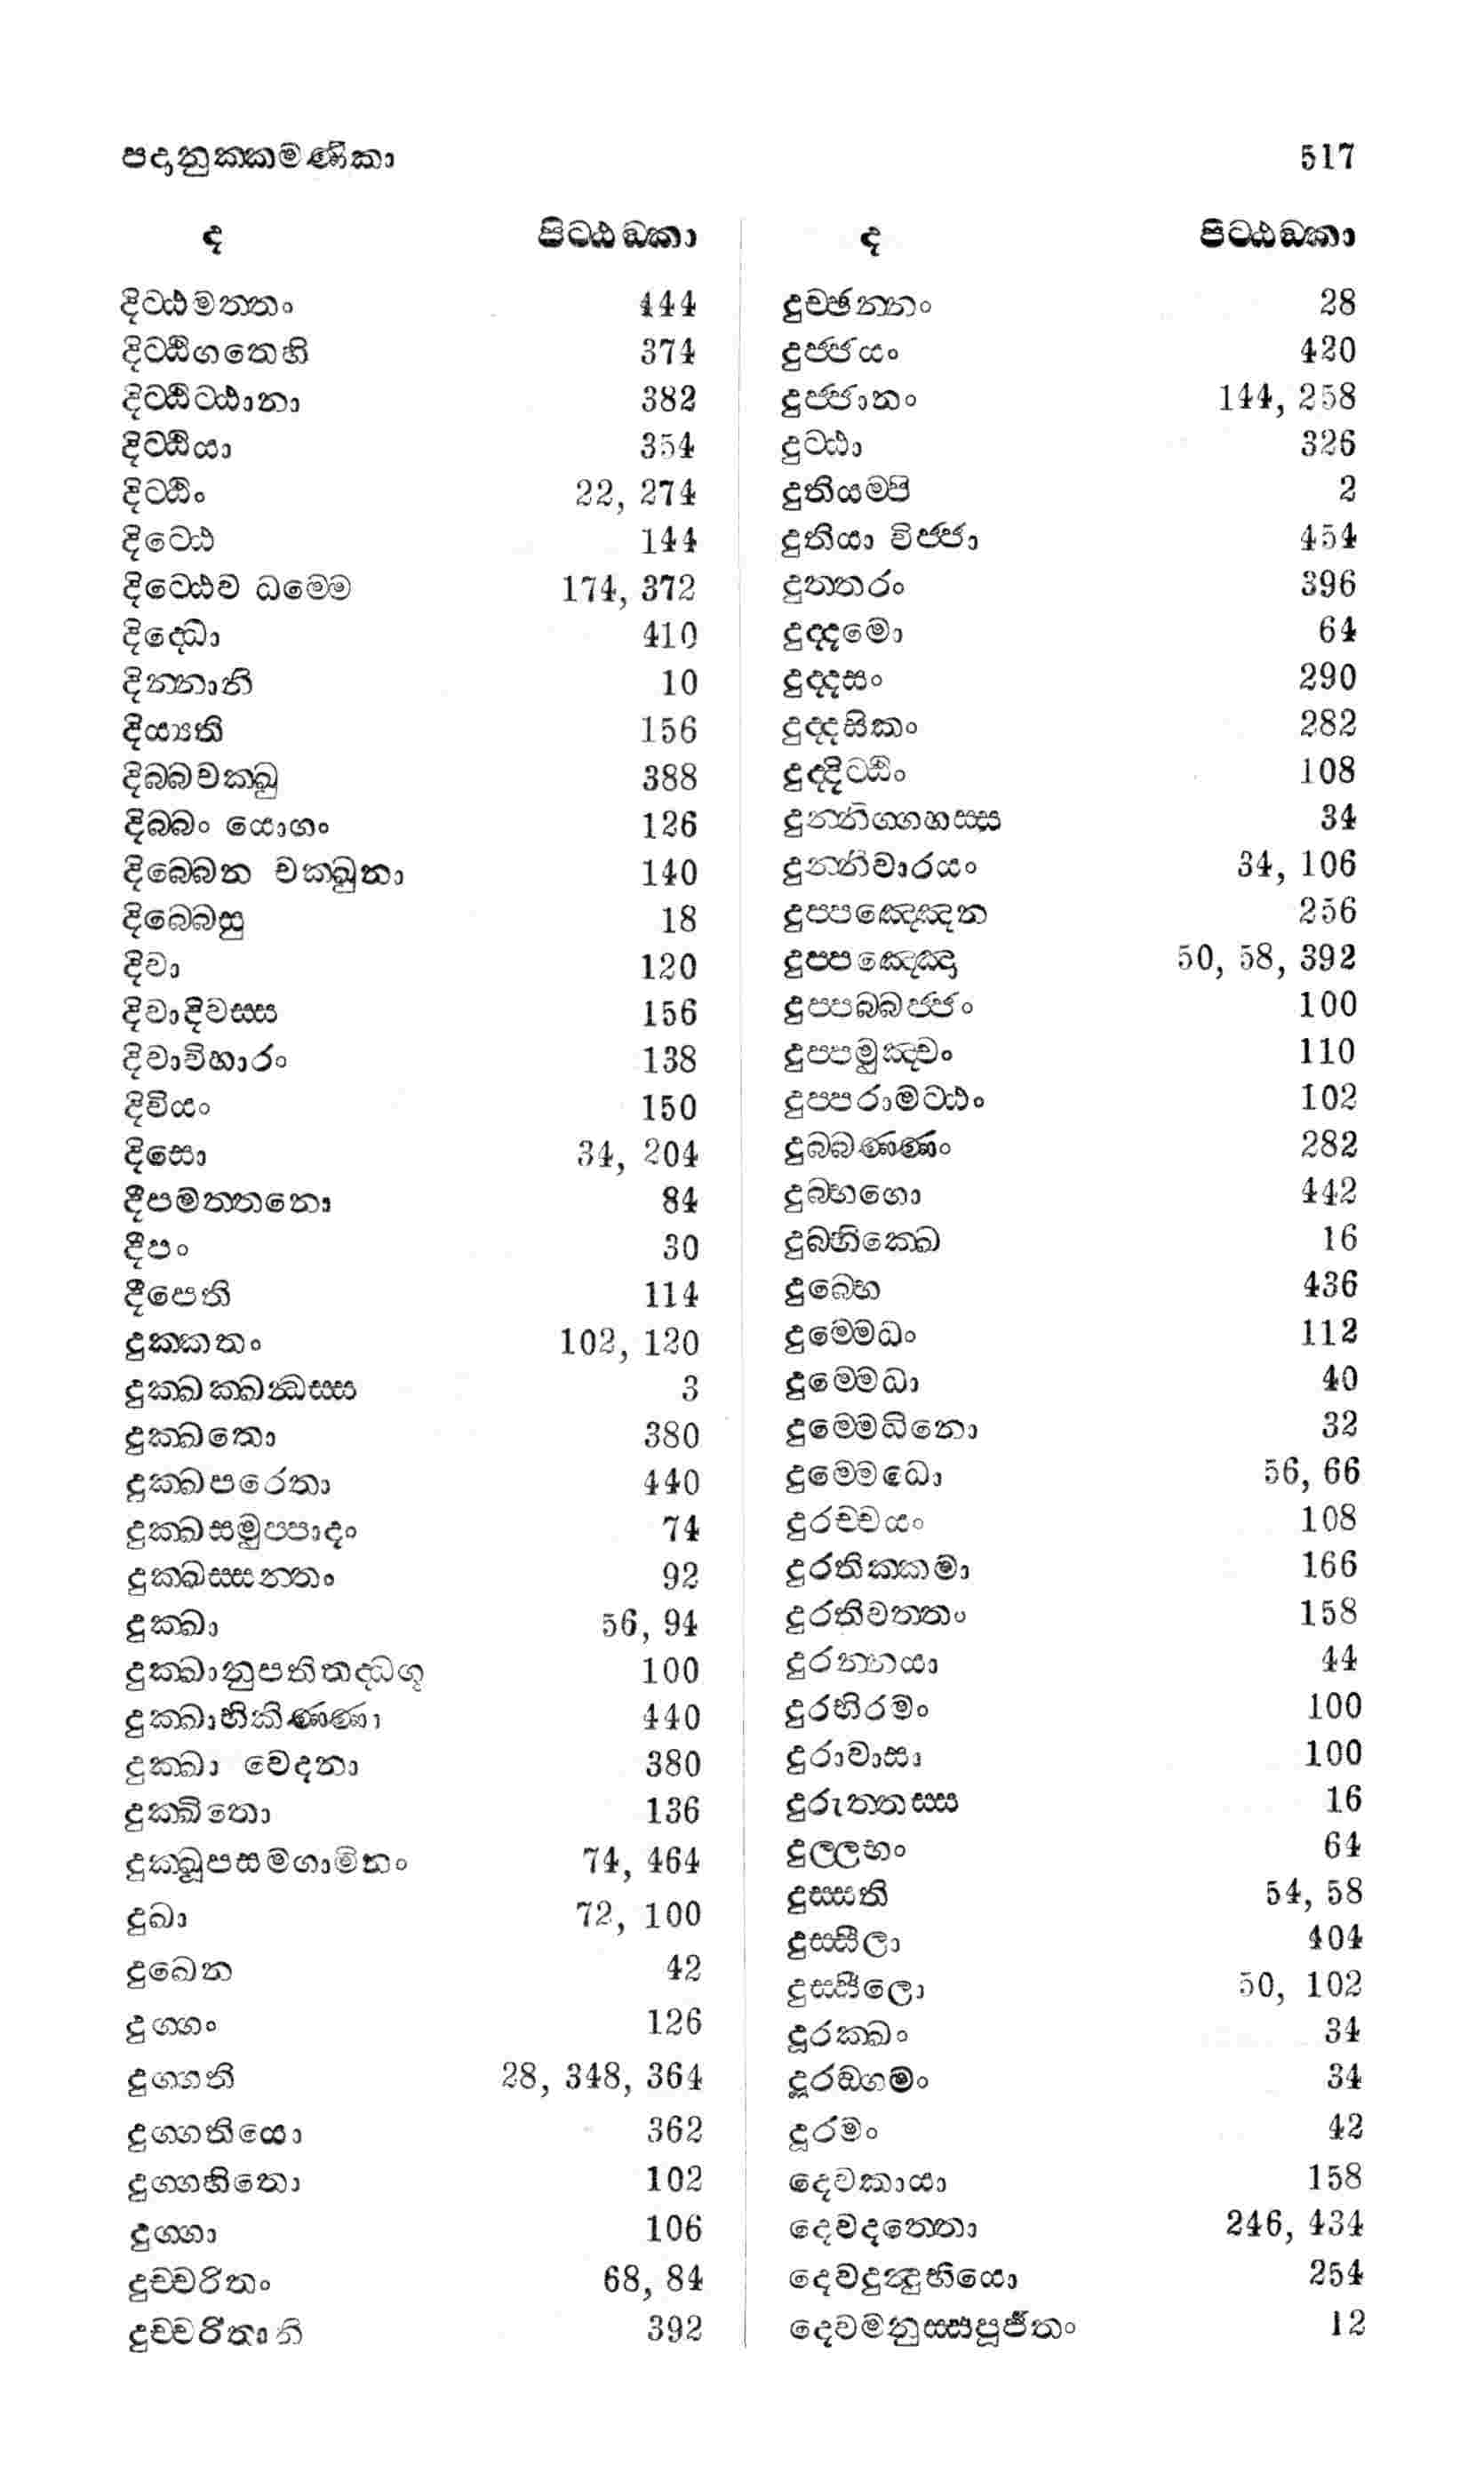 පදානුක්කමණිකා 517
ද පිට්ඨඞ්කා
දිට්ඨමත්තං 444
දිට්ඨිගතෙහි 374
දිට්ඨිට්ඨානා 382
දිට්ඨියා 354
දිට්ඨිං 22, 274
දිට්ඨෙ 144
දිට්ඨෙව ධම්මෙ 174, 372
දිද්ධො 410
දින්නානි 10
දිය්‍යති 156
දිබ්බචක්ඛු 388
දිබ්බං යොගං 126
දිබ්බෙන චක්ඛුනා 140
දිබ්බෙසු 18
දිවා 120
දිවාදිවස්ස 156
දිවාවිහාරං 138
දිවියං 150
දිසො 34, 204
දීපමත්තනො 84
දීපං 30
දීපෙති 114
දුක්කතං 102, 120
දුක්ඛක්ඛන්ධස්ස 3
දුක්ඛතො 380
දුක්ඛපරෙතා 440
දුක්ඛසමුප්පාදං 74
දුක්ඛස්සන්තං 92
දුක්ඛා 56, 94
දුක්ඛානුපතිතද්ධගූ 100
දුක්ඛාභිකිණ්ණා 440
දුක්ඛා වෙදනා 380
දුක්ඛිතො 136
දුක්ඛූපසමගාමිනං 74, 464
දුඛා 72, 100
දුඛෙන 42
දුග්ගං 126
දුග්ගති 28, 348, 364
දුග්ගතියො 362
දුග්ගහිතො 102
දුග්ගා 106
දුච්චරිතං 68, 84
දුච්චරිතානි 392
ද පිට්ඨඞ්කා
දුච්ඡන්නං 28
දුජ්ජයං 420
දුජ්ජානං 144, 258
දුට්ඨා 326
දුතියම්පි 2
දුතියා විජ්ජා 454
දුත්තරං 396
දුද්දමො 64
දුද්දසං 290
දුද්දසිකං 282
දුද්දිට්ඨිං 108
දුන්නිග්ගහස්ස 34
දුන්නිවාරයං 34, 106
දුප්පඤ්ඤෙන 256
දුප්පඤ්ඤො 50, 58, 392
දුප්පබ්බජ්ජං 100
දුප්පමුඤ්චං 110
දුප්පරාමට්ඨං 102
දුබ්බණ්ණං 282
දුබ්භගො 442
දුබ්භික්ඛෙ 16
දුබ්භෙ 436
දුම්මෙධං 112
දුම්මෙධා 40
දුම්මෙධිනො 32
දුම්මෙධො 56, 66
දුරච්චයං 108
දුරතික්කමා 166
දුරතිවත්තං 158
දුරන්නයා 44
දුරභිරමං 100
දුරාවාසා 100
දුරුත්තස්ස 16
දුල්ලභං 64
දුස්සති 54, 58
දුස්සීලා 404
දුස්සීලො 50, 102
දූරක්ඛං 34
දූරඞ්ගමං 34
දූරමං 42
දෙවකායා 158
දෙවදත්තො 246, 434
දෙවදුන්දුභියො 254
දෙවමනුස්සපූජිතං 12